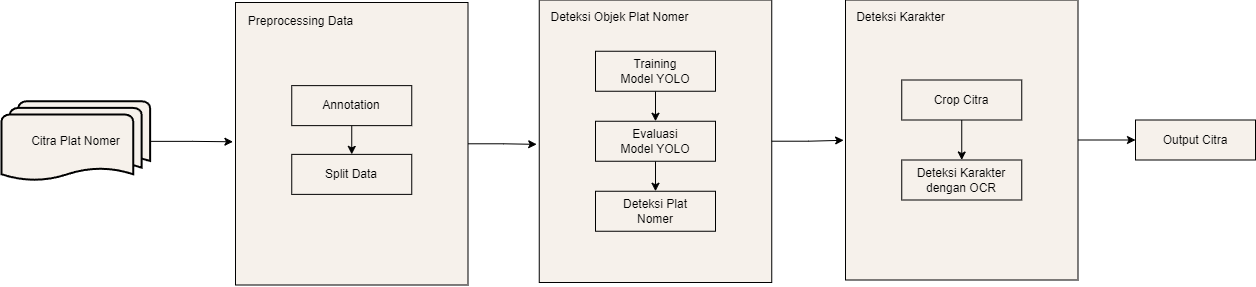 Citra Plat Nomer
Preprocessing Data
Annotation
Split Data
Deteksi Objek Plat Nomer
Training
Model YOLO
Evaluasi
Model YOLO
Deteksi Plat
Nomer
Deteksi Karakter
Crop Citra
Deteksi Karakter
dengan OCR
Output Citra